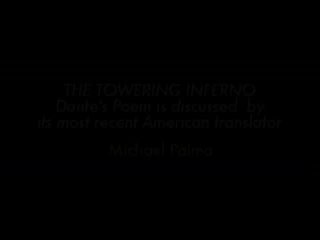 THE TOWERING INFERNO
Dante's Poem is discussed by
its most recent American translator
Michael Palma